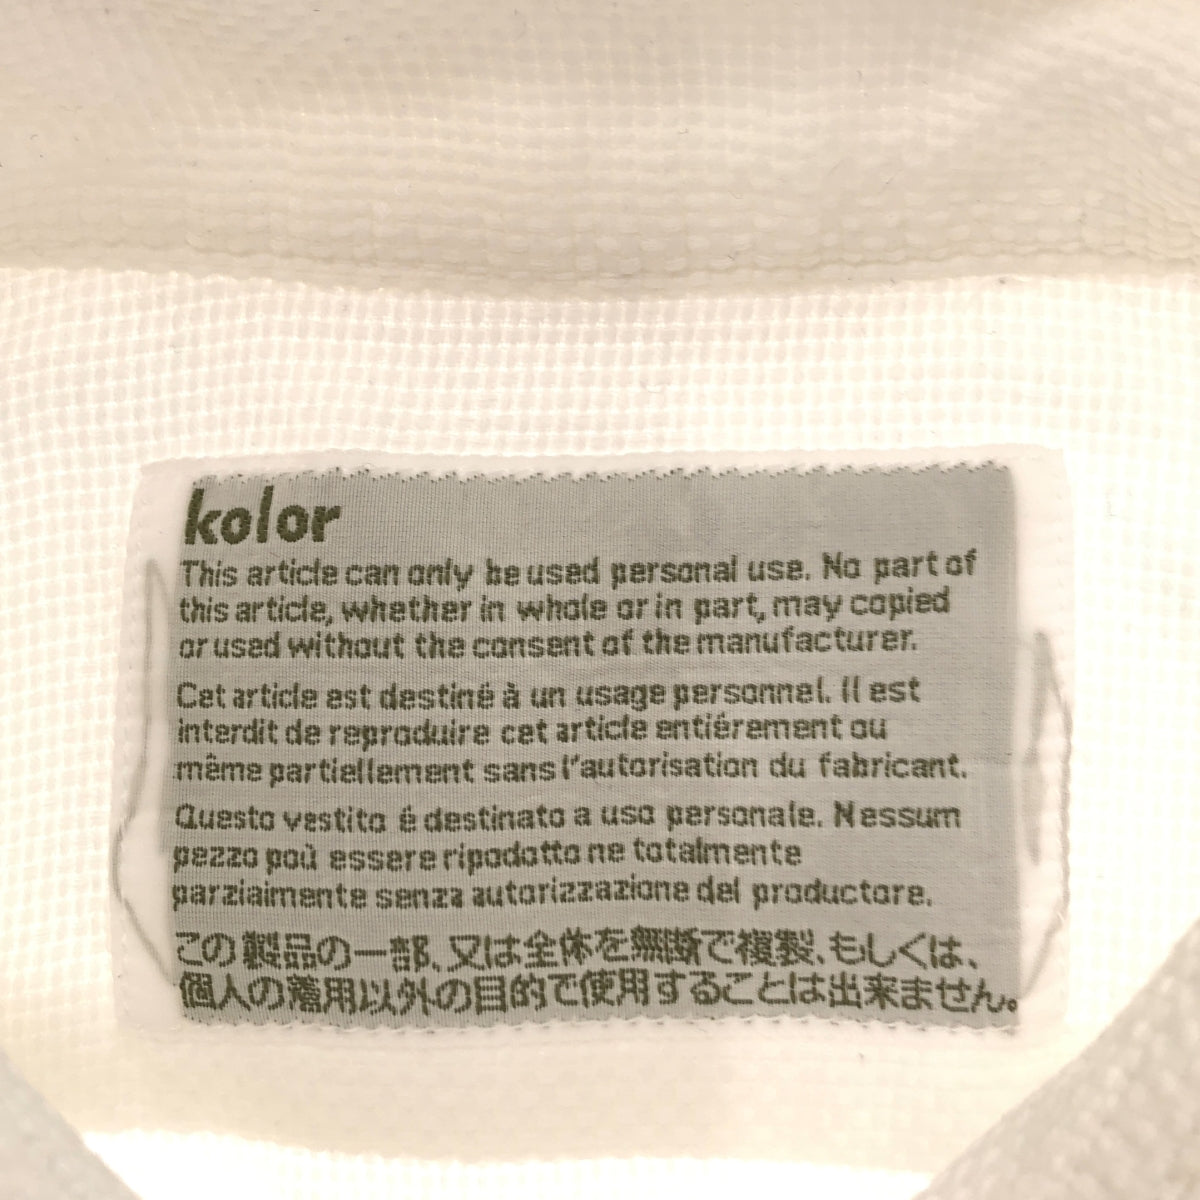 kolor
This article can only be used personal use. No part of
this article, whether in whole or in part, may copied
or used without the consent of the manufacturer.
Cet article est destiné à un usage personnel. Il est
interdit de reproduire cet article entiérement ou
même partiellement sans l'autorisation du fabricant.
Questo vestito é destinato a uso personale. Nessum
pezzo poù essere ripodotto ne totalmente
parziaimente senza autorizzazione del productore.
この製品の一部、又は全体を無断で複製、もしくは、
個人の着用以外の目的で使用することは出来ません。